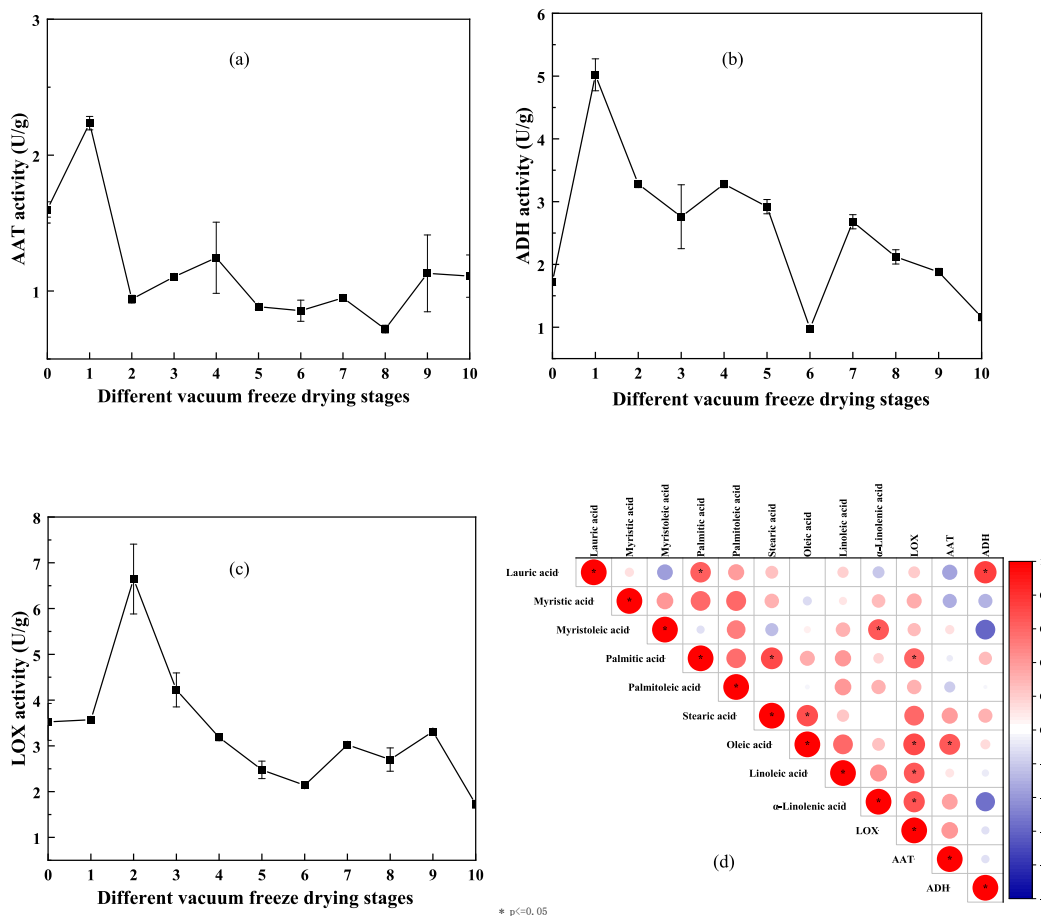 (a)
AAT activity (U/g)
3
2
1
0 1 2 3 4 5 6 7 8 9 10
Different vacuum freeze drying stages
(b)
ADH activity (U/g)
6
5
4
3
2
1
0 1 2 3 4 5 6 7 8 9 10
Different vacuum freeze drying stages
(c)
LOX activity (U/g)
8
7
6
5
4
3
2
1
0 1 2 3 4 5 6 7 8 9 10
Different vacuum freeze drying stages
Lauric acid
Myristic acid
Myristoleic acid
Palmitic acid
Palmitoleic acid
Stearic acid
Oleic acid
Linoleic acid
α-Linolenic acid
LOX
AAT
ADH
Lauric acid * * *
Myristic acid *
Myristoleic acid * *
Palmitic acid * * *
Palmitoleic acid *
Stearic acid * *
Oleic acid * * *
Linoleic acid * *
α-Linolenic acid * *
LOX *
AAT *
ADH *
(d)
* p<=0.05